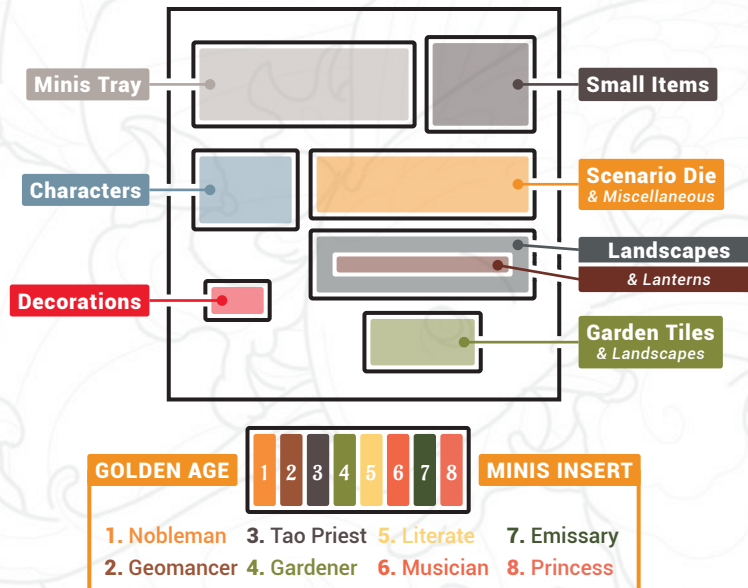 Minis Tray
Small Items
Characters
Scenario Die
& Miscellaneous
Landscapes
& Lanterns
Decorations
Garden Tiles
& Landscapes
GOLDEN AGE
1 2 3 4 5 6 7 8
MINIS INSERT
1. Nobleman 3. Tao Priest 5. Literate 7. Emissary
2. Geomancer 4. Gardener 6. Musician 8. Princess